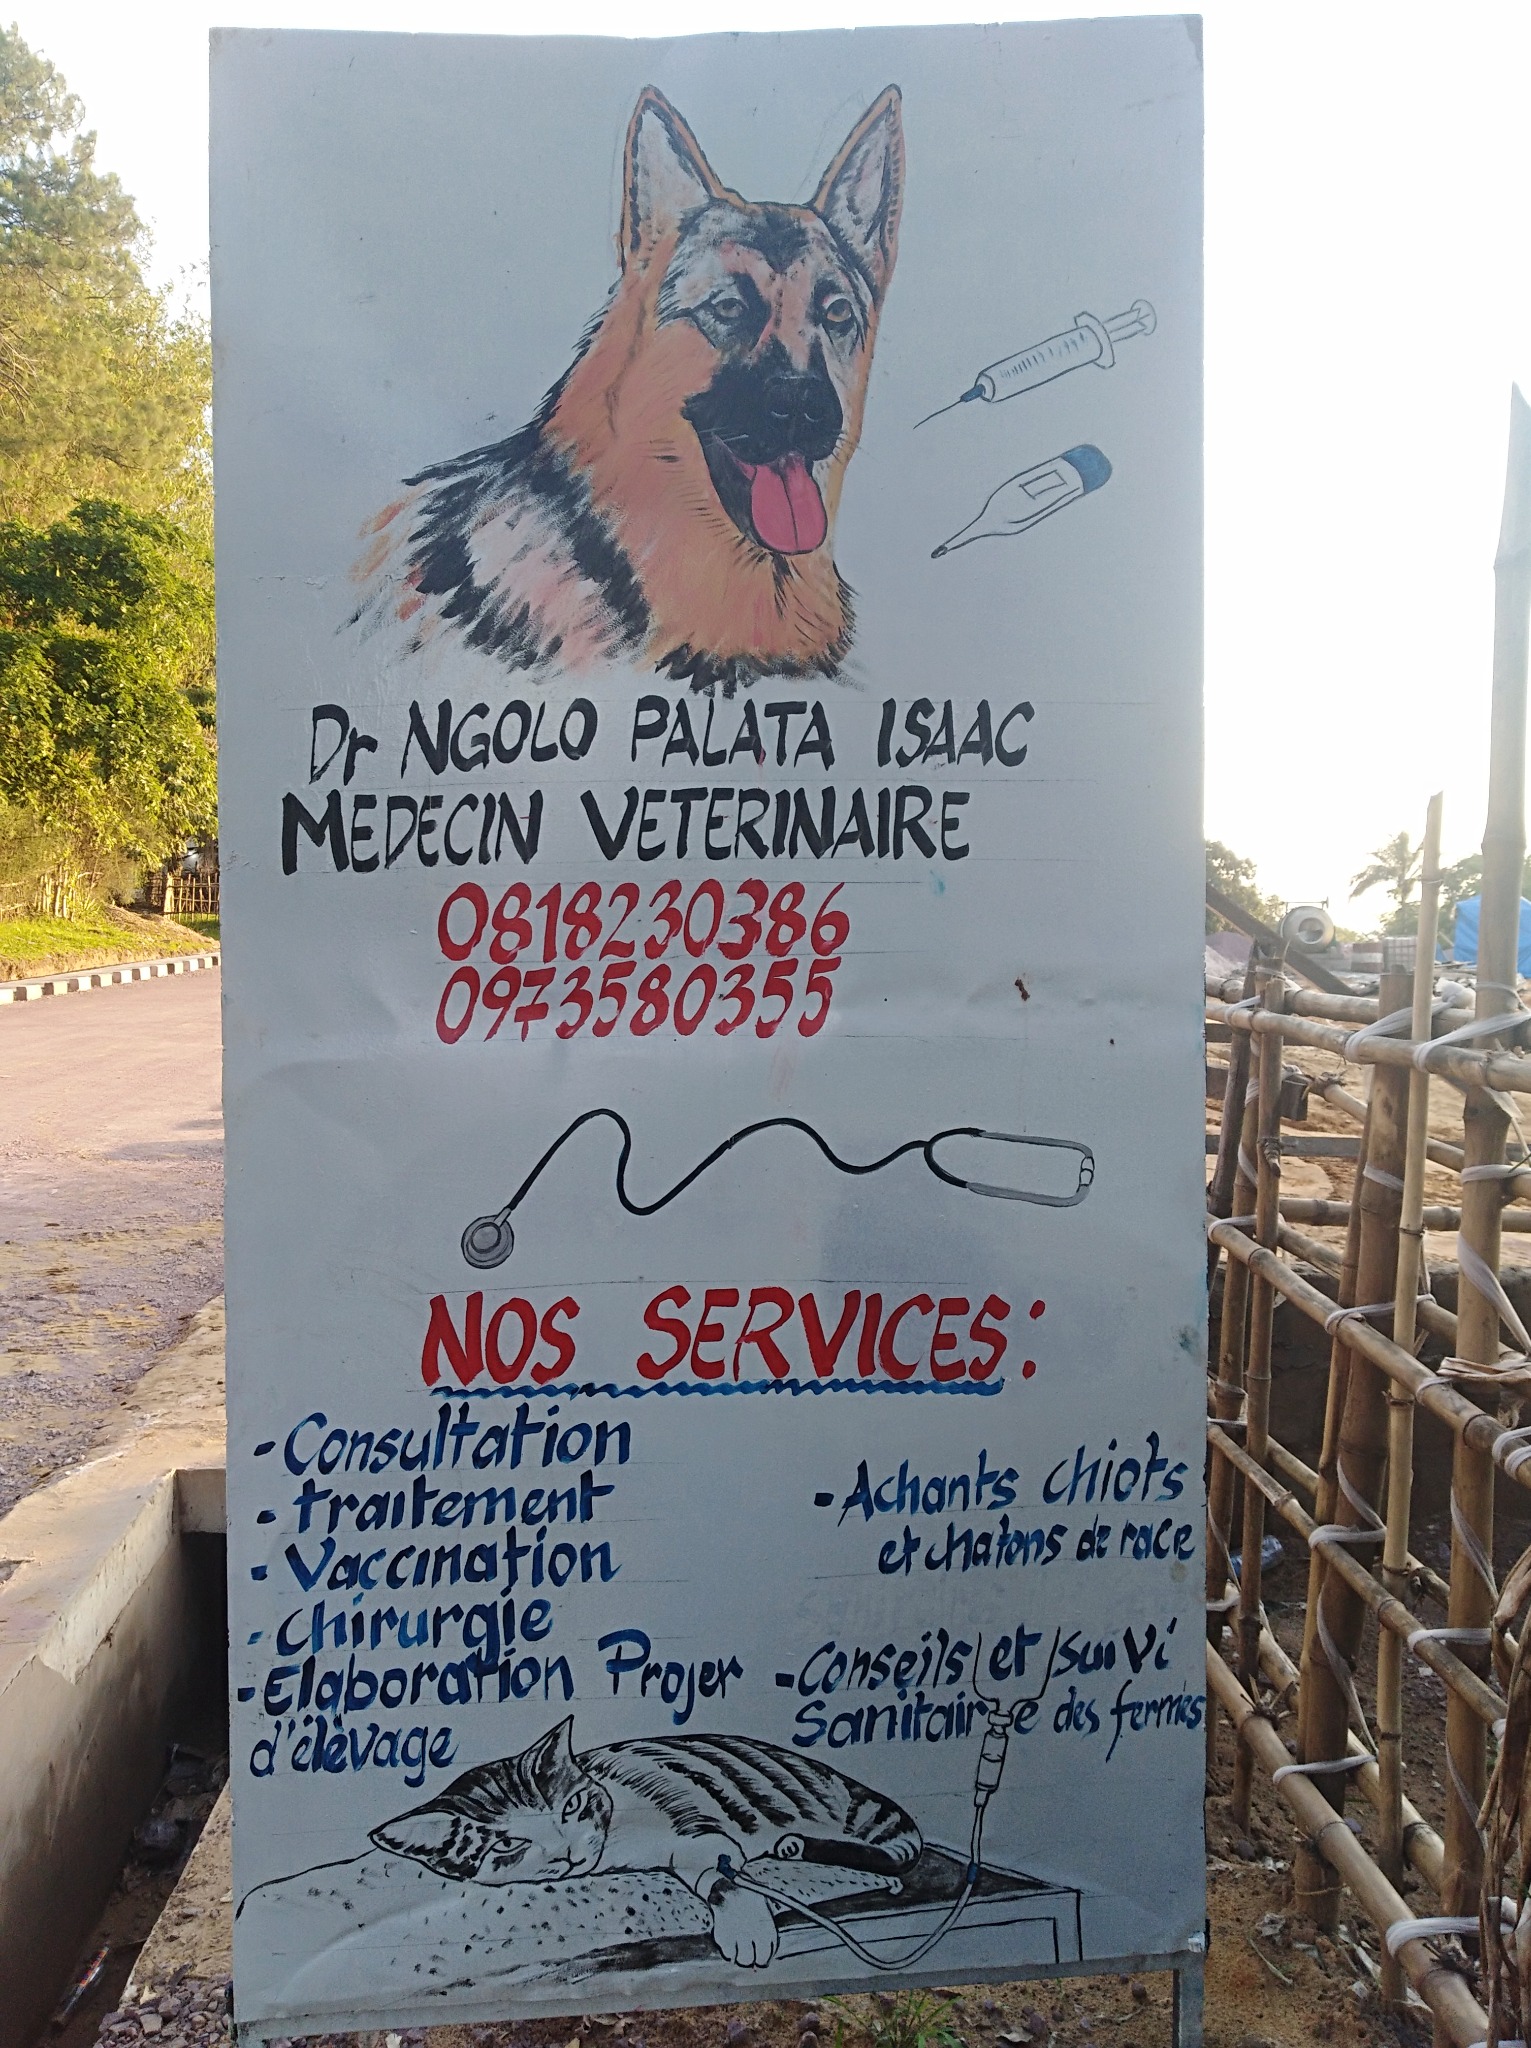 Dr NGOLO PALATA ISAAC
MEDECIN VETERINAIRE
0818230386
0973580355
NOS SERVICES:
- Consultation
- traitement
- Vaccination
- chirurgie
- Elaboration Projer
d'élèvage
- Achants chiots
et chatons de race
- Conseils et suivi
Sanitaire des fermes